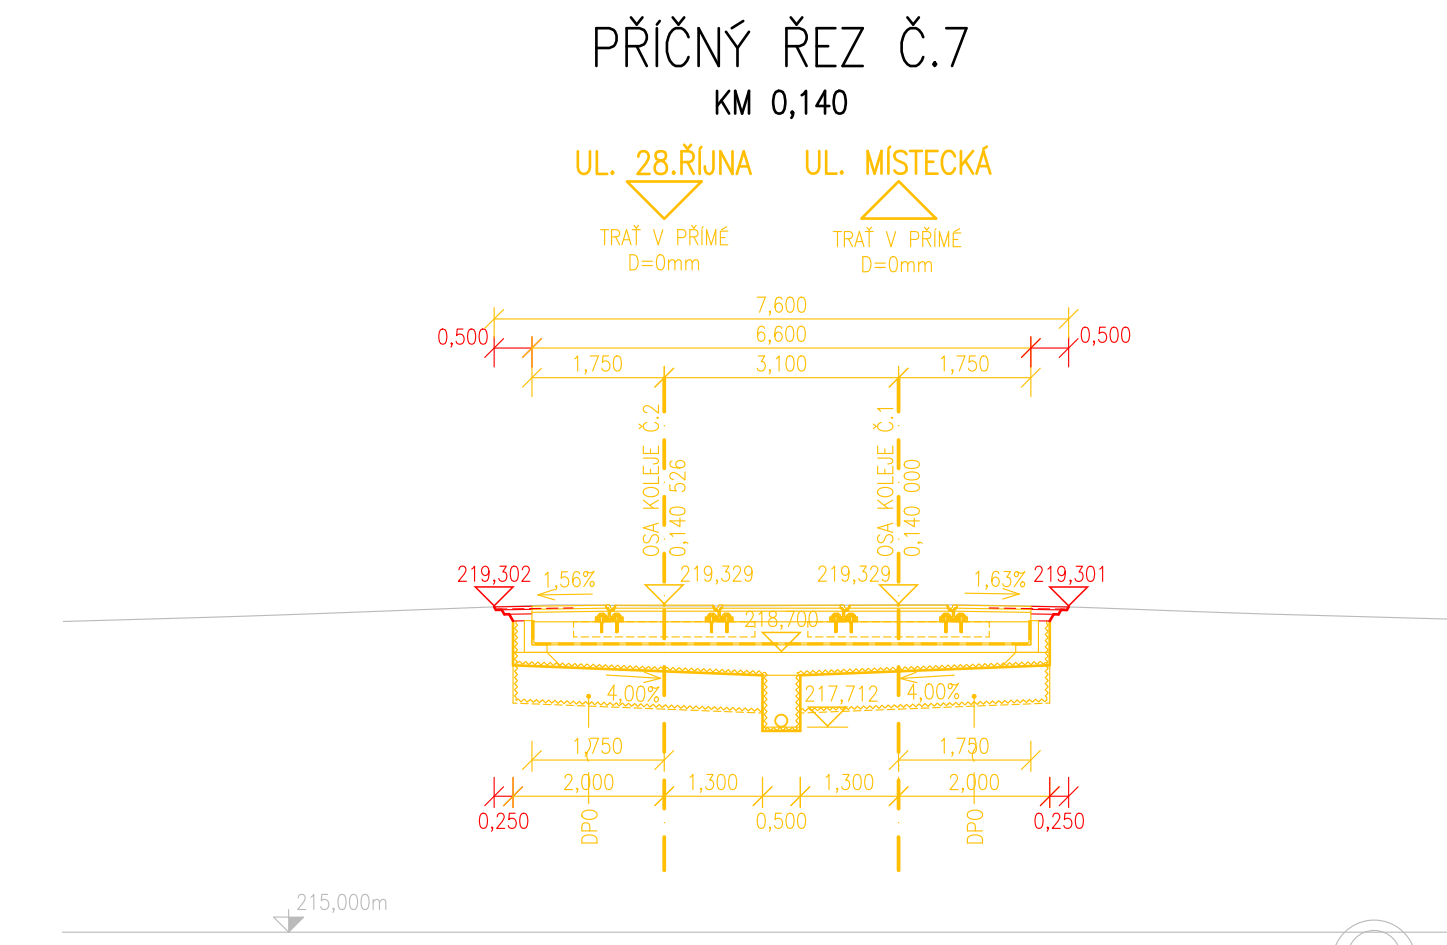 PŘÍČNÝ ŘEZ Č.7
KM 0,140
UL. 28.ŘÍJNA UL. MÍSTECKÁ
TRAŤ V PŘÍMÉ TRAŤ V PŘÍMÉ
D=0mm D=0mm
7,600
0,500 6,600 0,500
1,750 3,100 1,750
OSA KOLEJE Č.2
0,140 526
OSA KOLEJE Č.1
0,140 000
219,302 1,56% 219,329 219,329 1,63% 219,301
218,700
4,00% 217,712 4,00%
1,750 1,750
2,000 1,300 1,300 2,000
0,250 DPO 0,500 DPO 0,250
215,000m